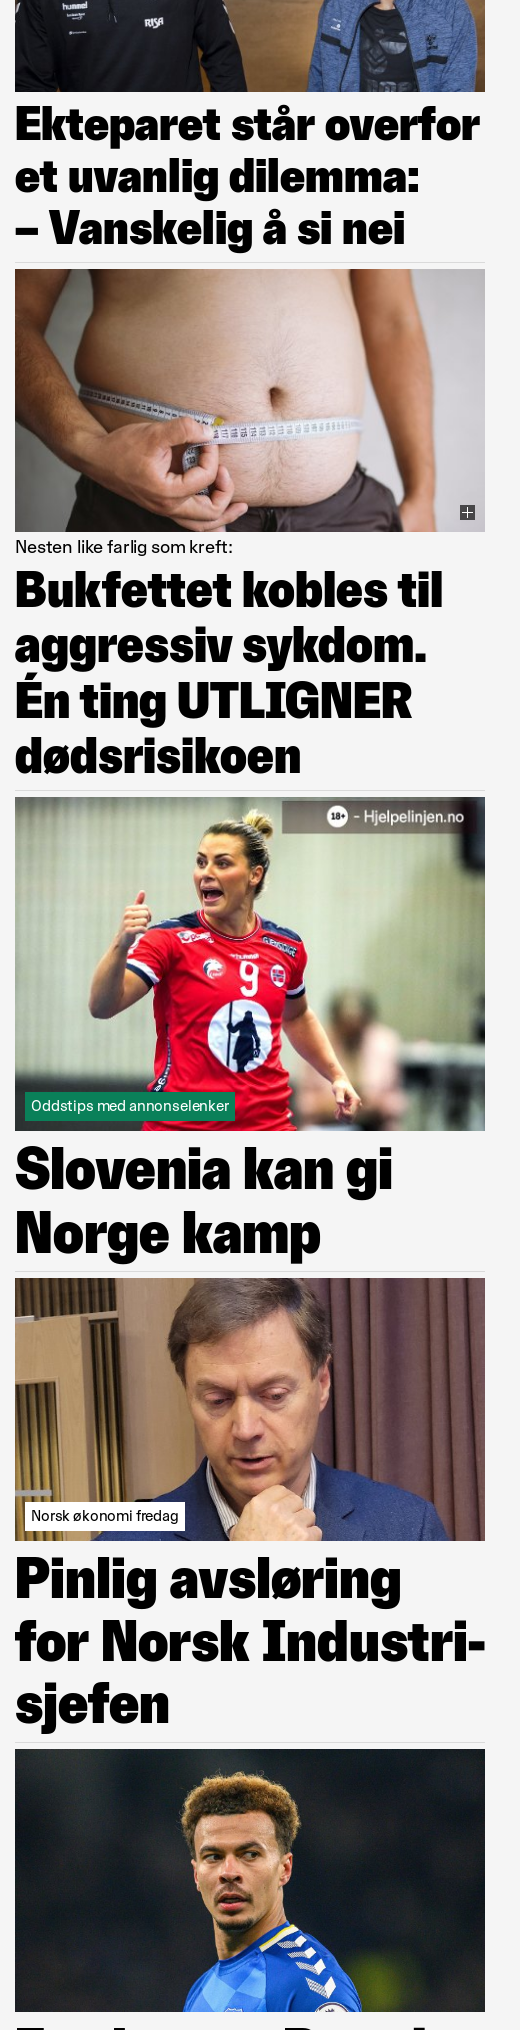 hummel
RISA
Ekteparet står overfor
et uvanlig dilemma:
– Vanskelig å si nei
Nesten like farlig som kreft:
Bukfettet kobles til
aggressiv sykdom.
Én ting UTLIGNER
dødsrisikoen
18+ - Hjelpelinjen.no
9
Oddstips med annonselenker
Slovenia kan gi
Norge kamp
Norsk økonomi fredag
Pinlig avsløring
for Norsk Industri-
sjefen